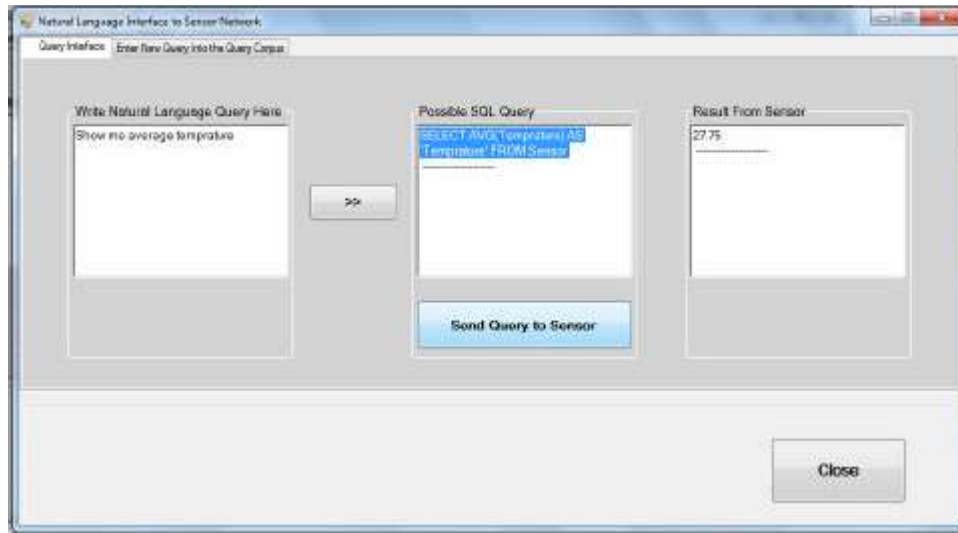 Natural Language Interface to Sensor Network
Query Interface Enter New Query into the Query Corpus
Write Natural Language Query Here
Show me average temprature
>>
Possible SQL Query
SELECT AVG(Temprature) AS
'Temprature' FROM Sensor
--------------------
Send Query to Sensor
Result From Sensor
27.75
--------------------
Close